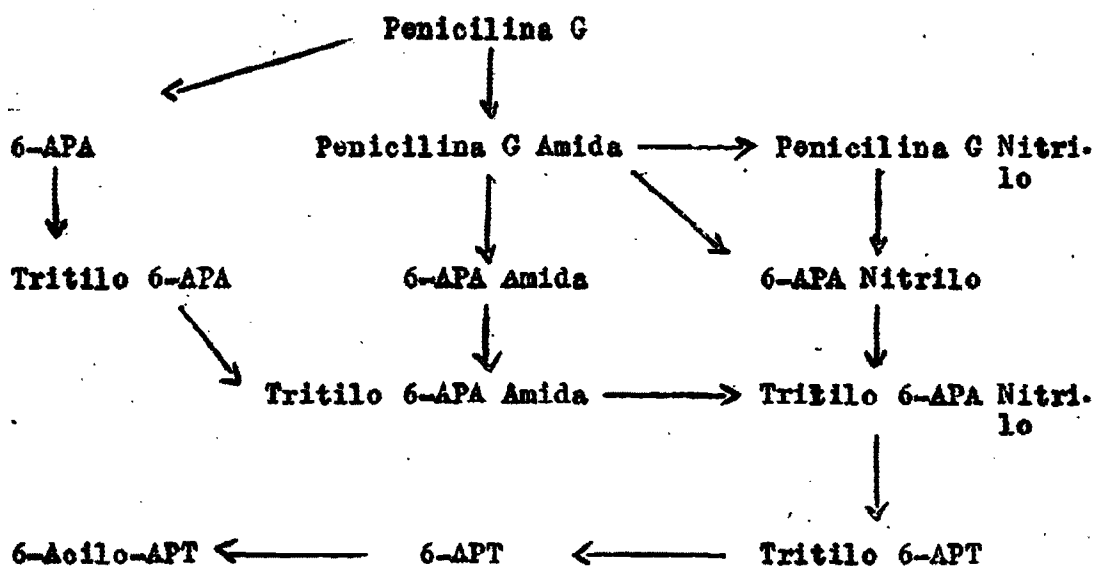 Penicilina G
6-APA Penicilina G Amida Penicilina G Nitri-
lo
Tritilo 6-APA 6-APA Amida 6-APA Nitrilo
Tritilo 6-APA Amida Tritilo 6-APA Nitri-
lo
6-Acilo-APT 6-APT Tritilo 6-APT